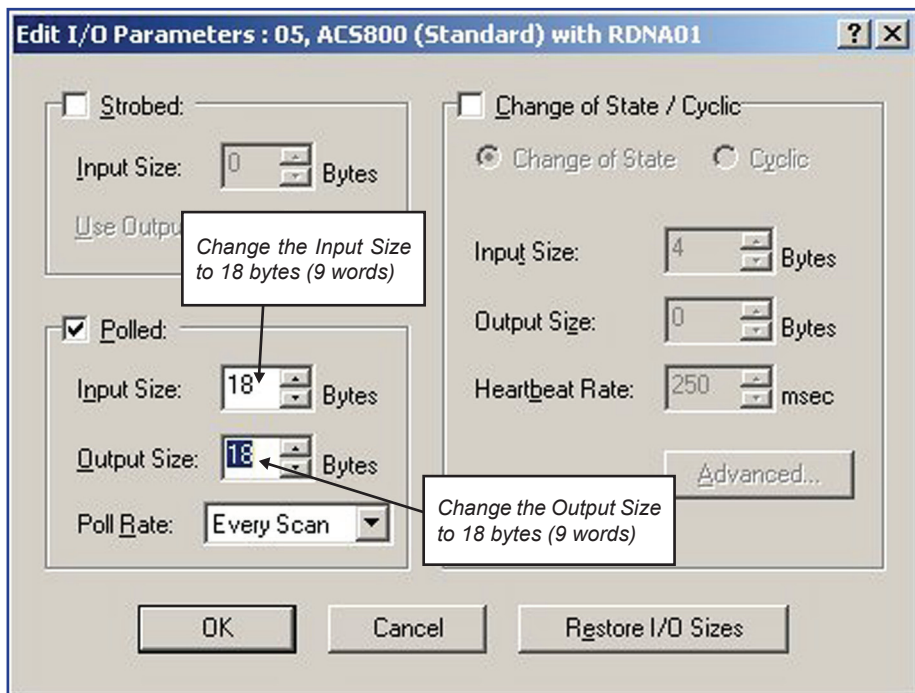 Edit I/O Parameters : 05, ACS800 (Standard) with RDNA01
Strobed:
Input Size: 0 Bytes
Use Outpu
Change the Input Size
to 18 bytes (9 words)
Polled:
Input Size: 18 Bytes
Output Size: 18 Bytes
Poll Rate: Every Scan
Change of State / Cyclic
Change of State Cyclic
Input Size: 4 Bytes
Output Size: 0 Bytes
Heartbeat Rate: 250 msec
Advanced...
Change the Output Size
to 18 bytes (9 words)
OK Cancel Restore I/O Sizes